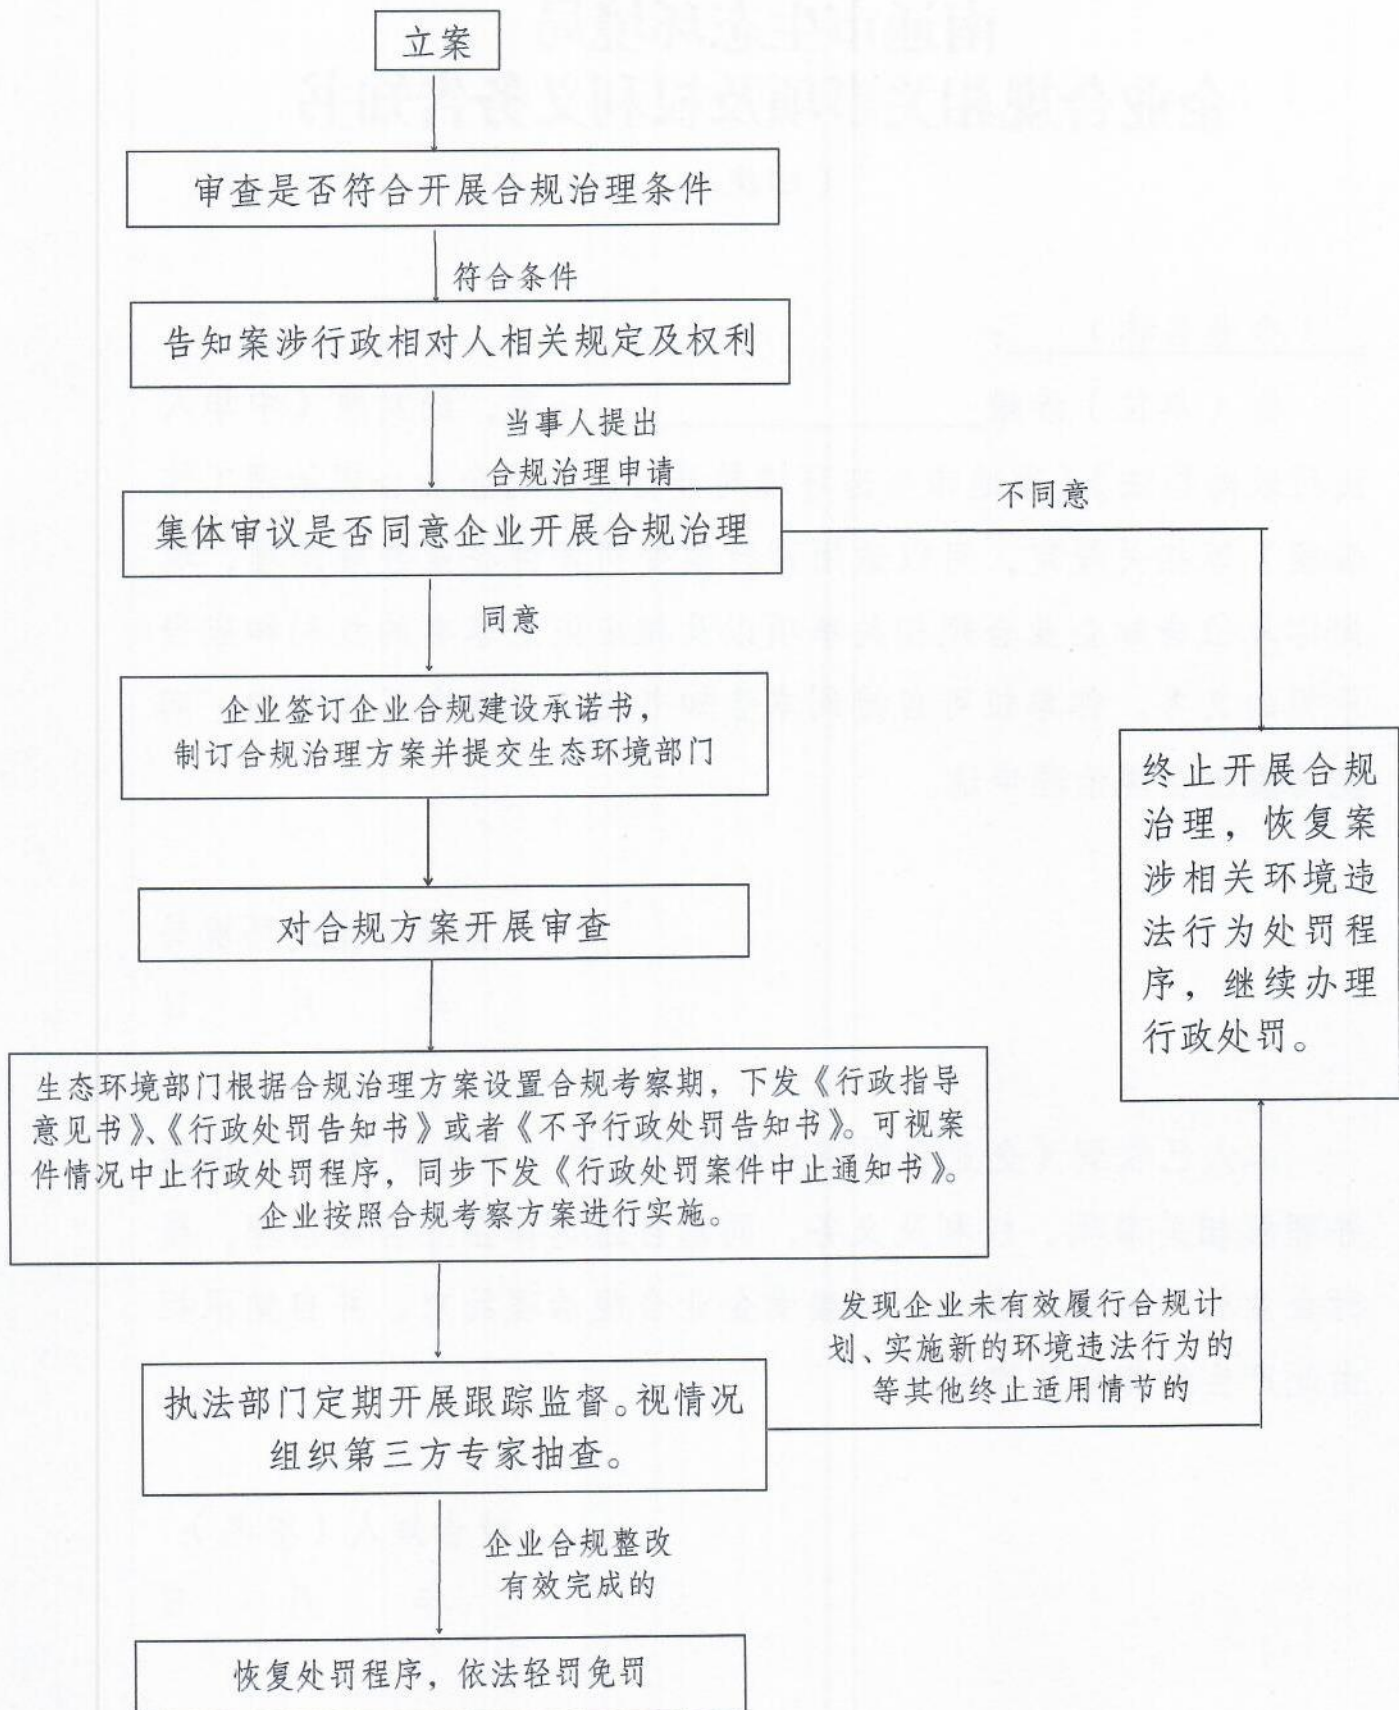 立案
审查是否符合开展合规治理条件
符合条件
告知案涉行政相对人相关规定及权利
当事人提出
合规治理申请
集体审议是否同意企业开展合规治理
不同意
同意
企业签订企业合规建设承诺书，
制订合规治理方案并提交生态环境部门
终止开展合规
治理，恢复案
涉相关环境违
法行为处罚程
序，继续办理
行政处罚。
对合规方案开展审查
生态环境部门根据合规治理方案设置合规考察期，下发《行政指导
意见书》、《行政处罚告知书》或者《不予行政处罚告知书》。可视案
件情况中止行政处罚程序，同步下发《行政处罚案件中止通知书》。
企业按照合规考察方案进行实施。
发现企业未有效履行合规计
划、实施新的环境违法行为的
等其他终止适用情节的
执法部门定期开展跟踪监督。视情况
组织第三方专家抽查。
企业合规整改
有效完成的
恢复处罚程序，依法轻罚免罚